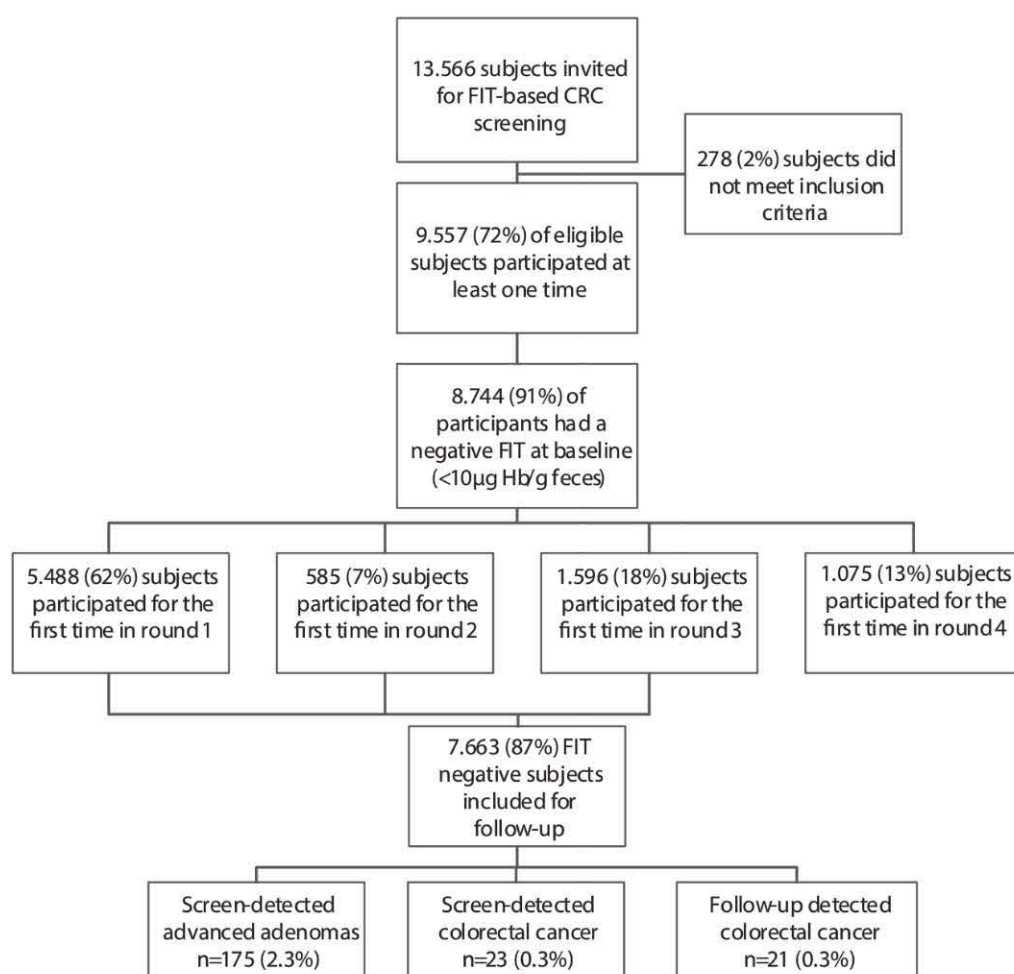 13.566 subjects invited
for FIT-based CRC
screening
278 (2%) subjects did
not meet inclusion
criteria
9.557 (72%) of eligible
subjects participated at
least one time
8.744 (91%) of
participants had a
negative FIT at baseline
(<10µg Hb/g feces)
5.488 (62%) subjects
participated for the
first time in round 1
585 (7%) subjects
participated for the
first time in round 2
1.596 (18%) subjects
participated for the
first time in round 3
1.075 (13%) subjects
participated for the
first time in round 4
7.663 (87%) FIT
negative subjects
included for
follow-up
Screen-detected
advanced adenomas
n=175 (2.3%)
Screen-detected
colorectal cancer
n=23 (0.3%)
Follow-up detected
colorectal cancer
n=21 (0.3%)